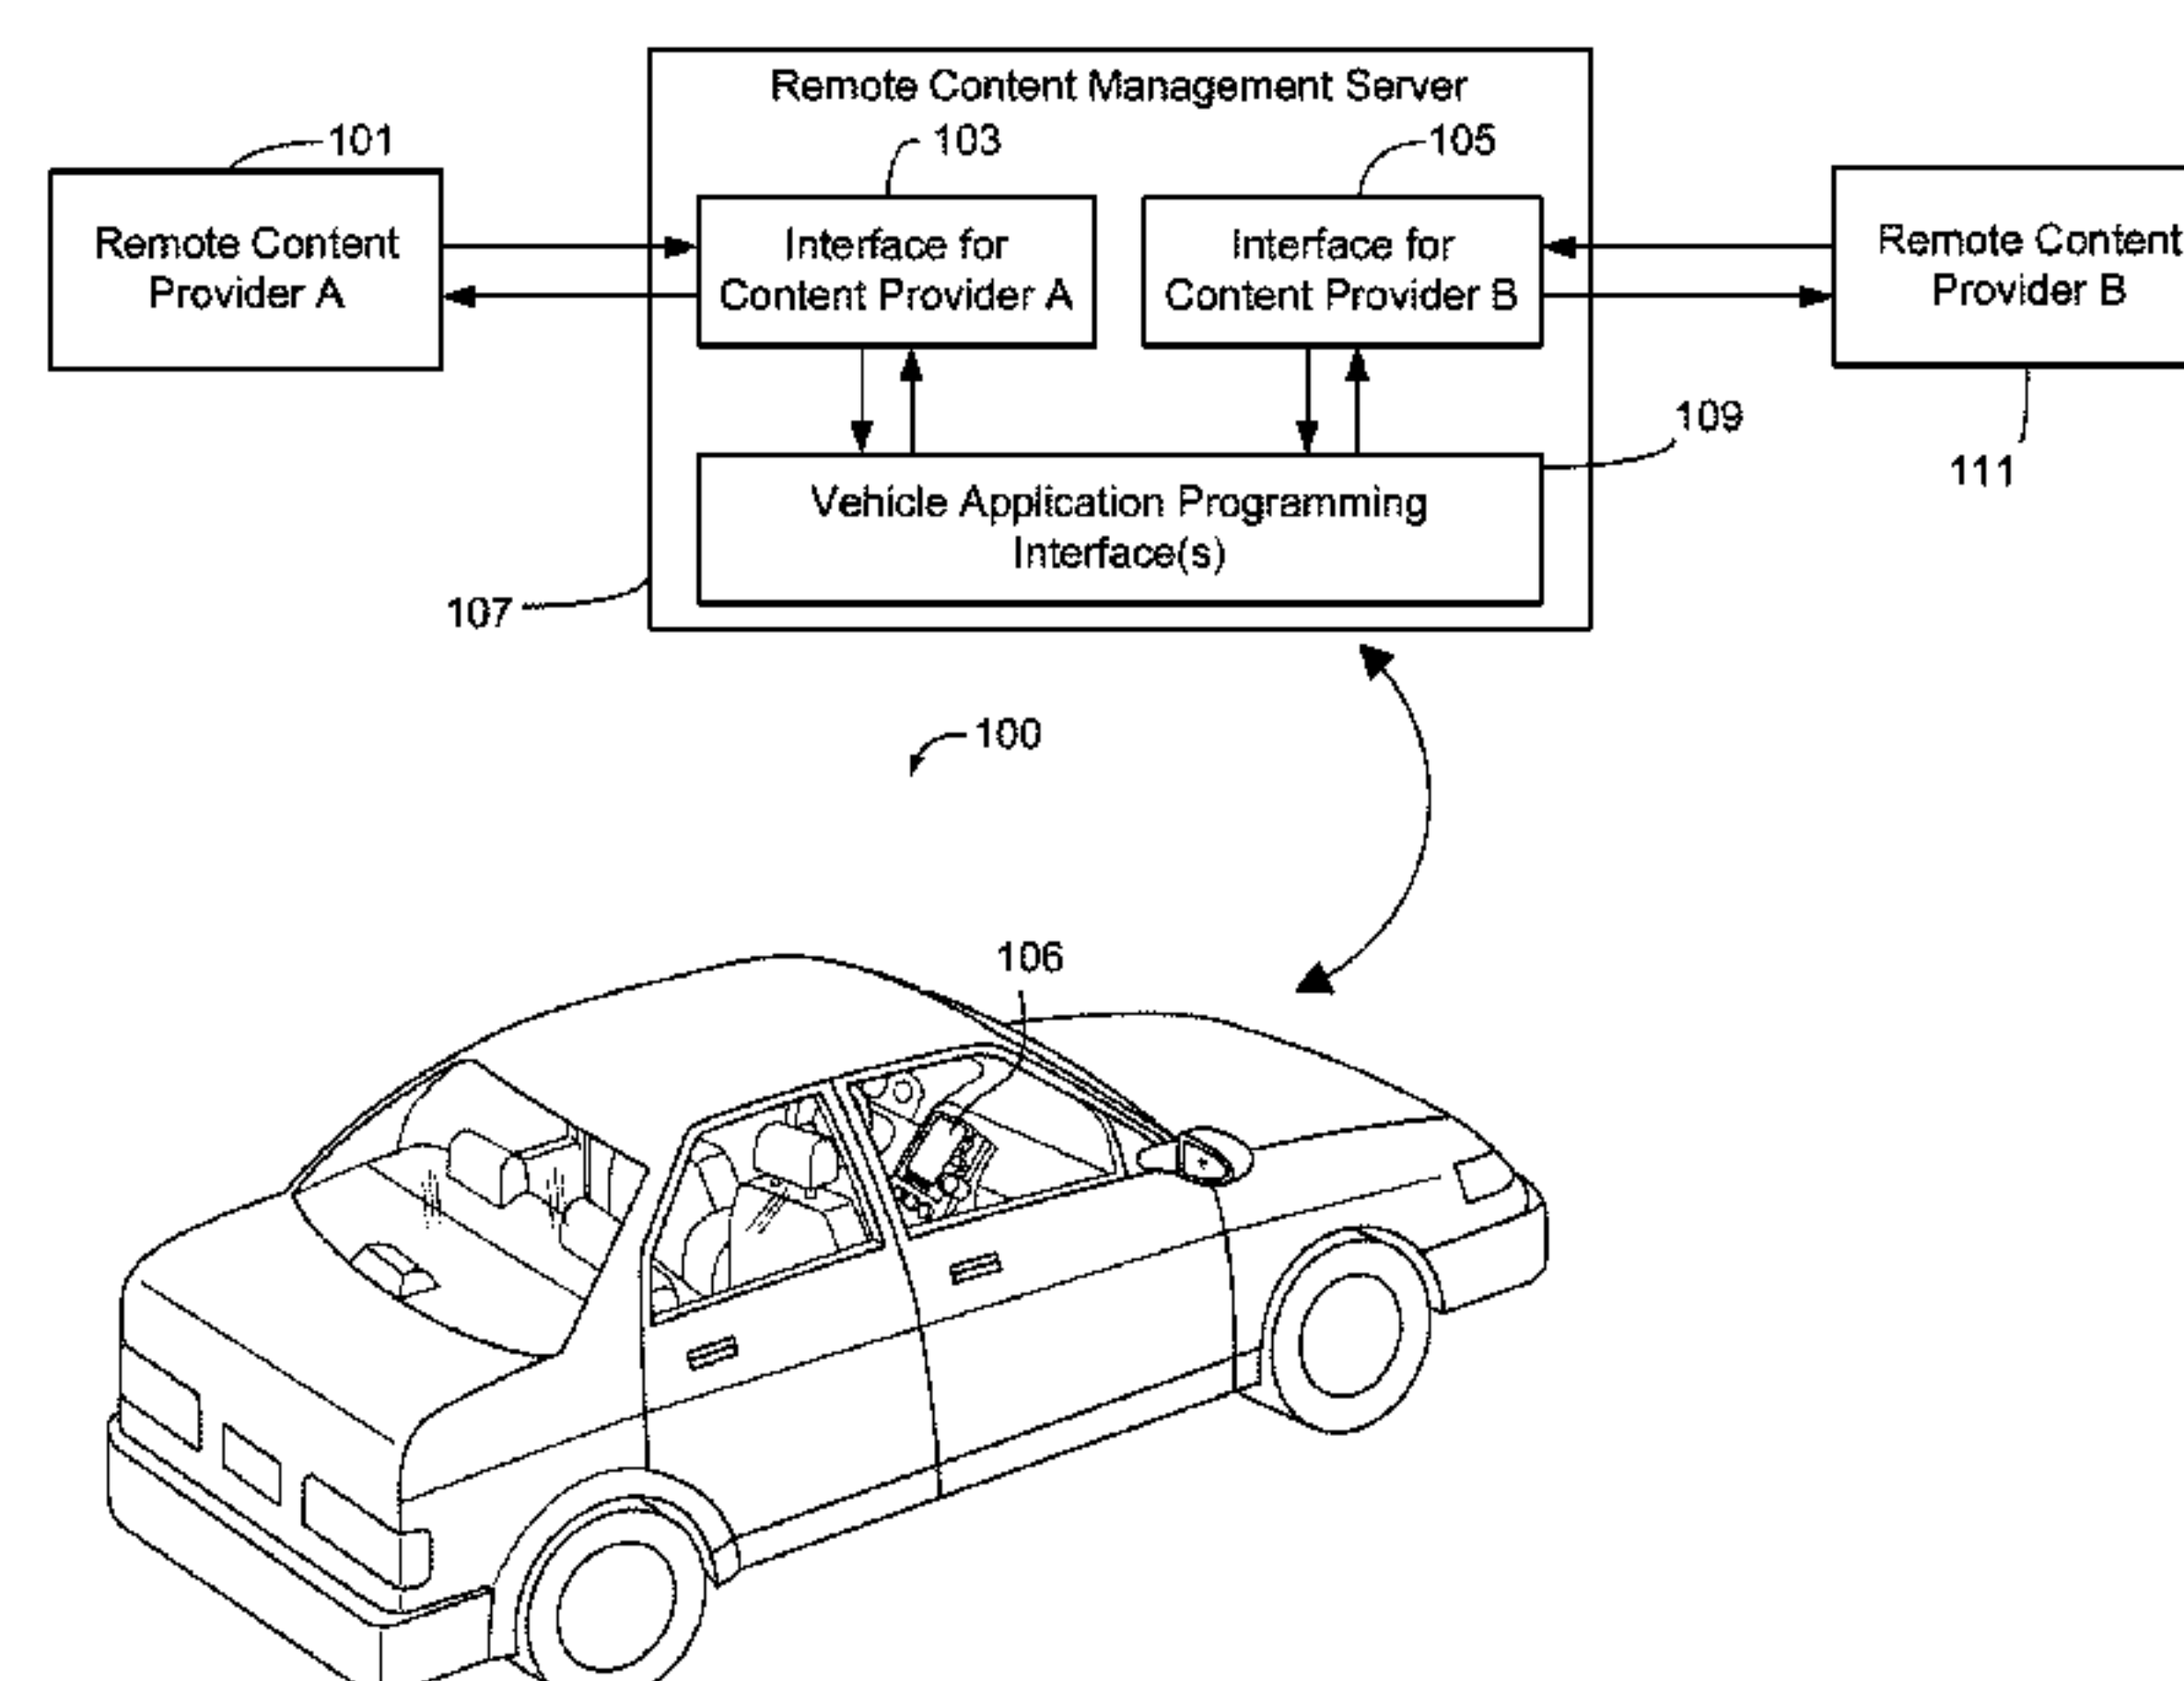 Remote Content Management Server
101
103
105
Remote Content
Provider A
Interface for
Content Provider A
Interface for
Content Provider B
Remote Content
Provider B
109
111
Vehicle Application Programming
Interface(s)
107
100
106